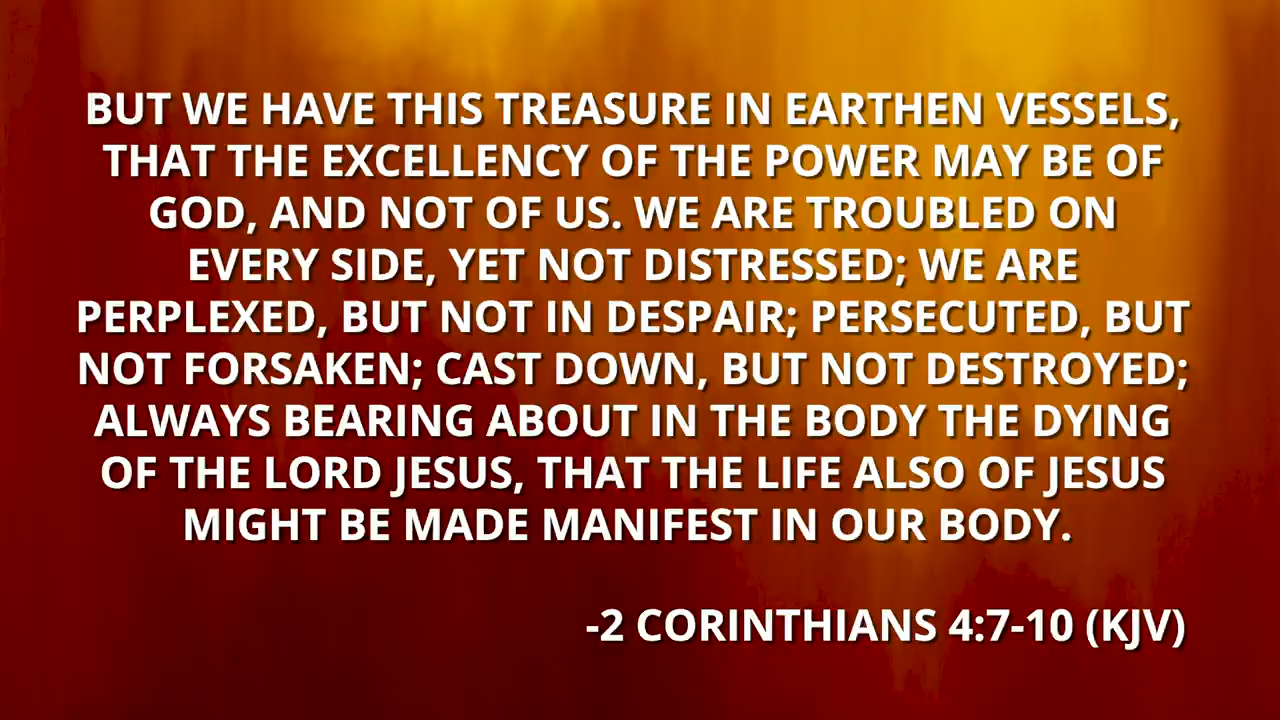 BUT WE HAVE THIS TREASURE IN EARTHEN VESSELS,
THAT THE EXCELLENCY OF THE POWER MAY BE OF
GOD, AND NOT OF US. WE ARE TROUBLED ON
EVERY SIDE, YET NOT DISTRESSED; WE ARE
PERPLEXED, BUT NOT IN DESPAIR; PERSECUTED, BUT
NOT FORSAKEN; CAST DOWN, BUT NOT DESTROYED;
ALWAYS BEARING ABOUT IN THE BODY THE DYING
OF THE LORD JESUS, THAT THE LIFE ALSO OF JESUS
MIGHT BE MADE MANIFEST IN OUR BODY.
-2 CORINTHIANS 4:7-10 (KJV)